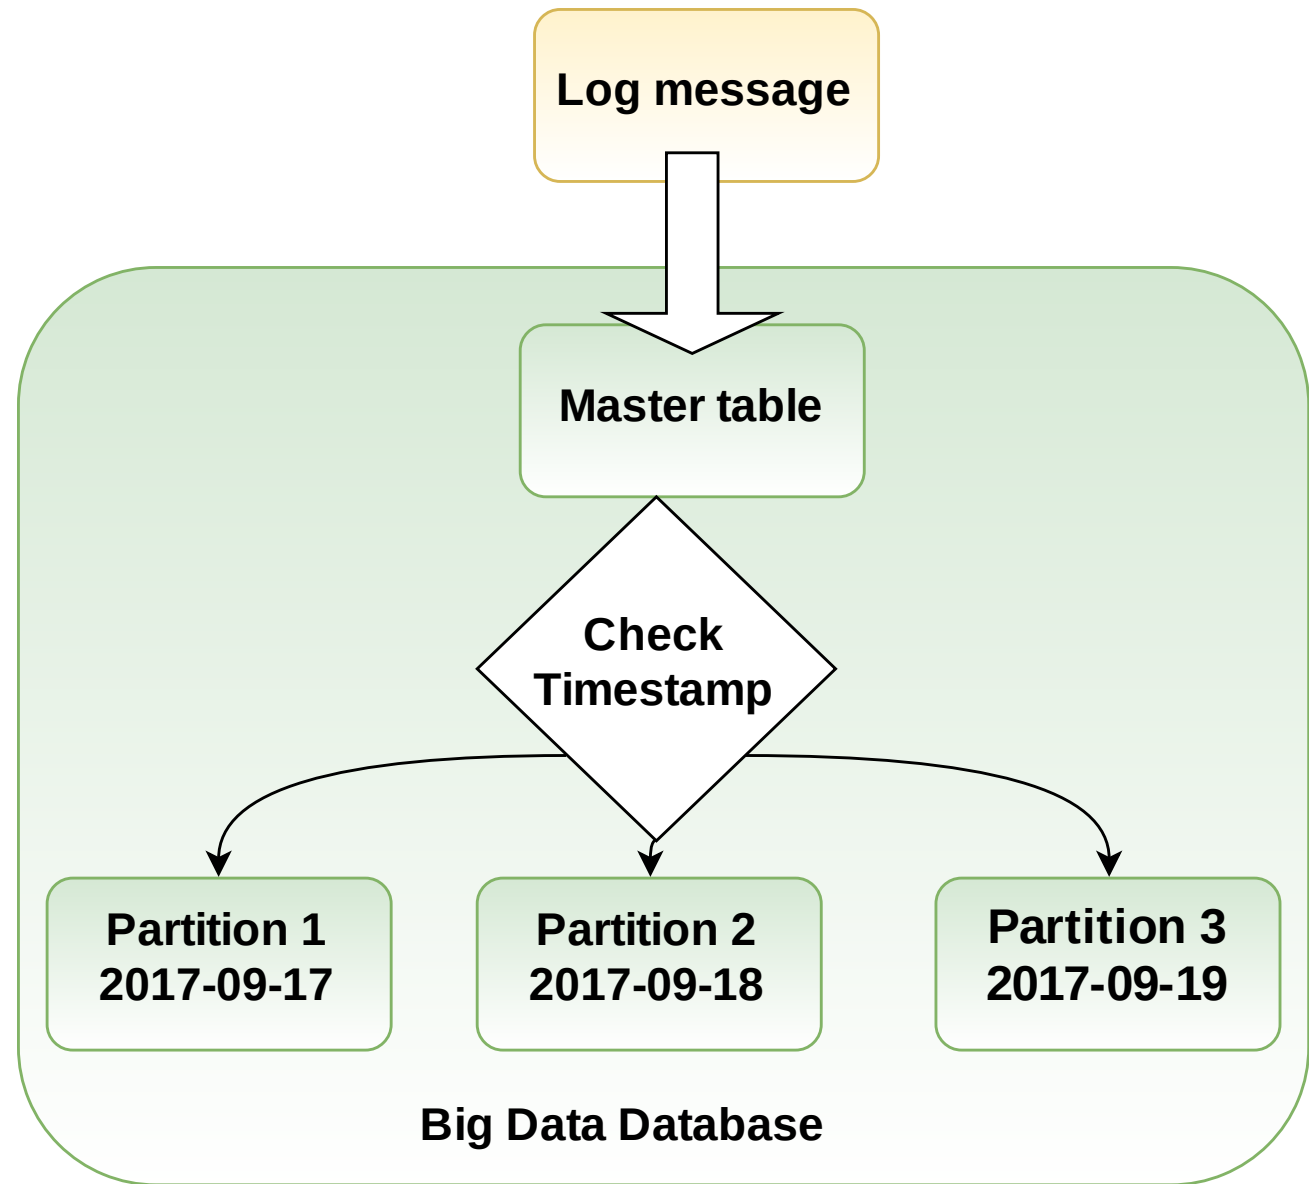 Log message
Master table
Check
Timestamp
Partition 1
2017-09-17
Partition 2
2017-09-18
Partition 3
2017-09-19
Big Data Database